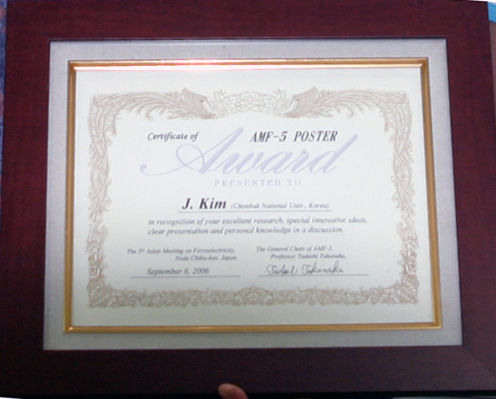 Certificate of AMF-5 POSTER
Award
PRESENTED TO
J. Kim (Chonbuk National Univ., Korea)
in recognition of your excellent research, special innovative ideas,
clear presentation and personal knowledge in a discussion.
The 5th Asian Meeting on Ferroelectricity,
Noda Chiba-ken, Japan
September 6, 2006
The General Chair of AMF-5,
Professor Tadashi Takenaka,
Tadashi Takenaka